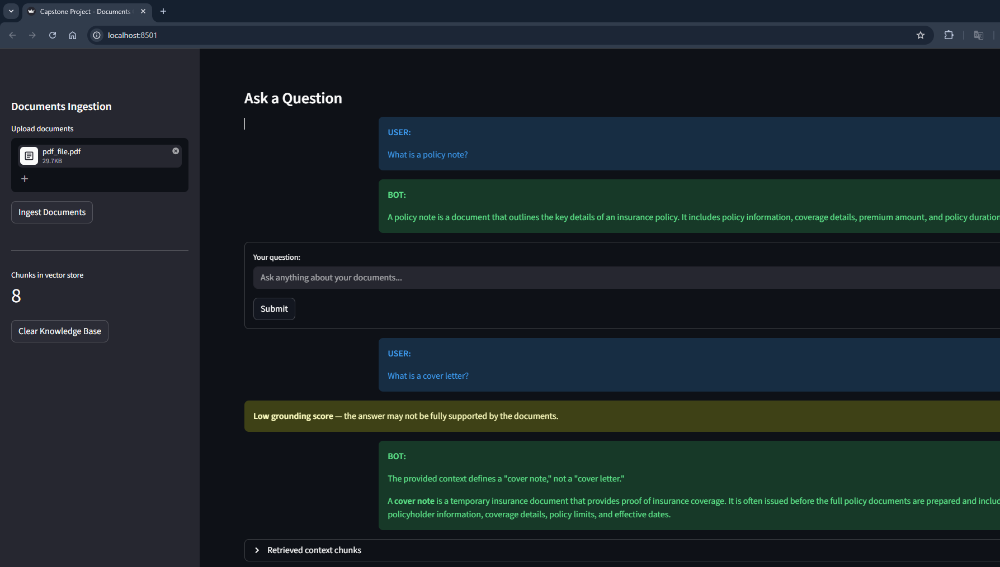 Capstone Project - Documents
localhost:8501
Documents Ingestion
Upload documents
pdf_file.pdf
29.7KB
Ingest Documents
Chunks in vector store
8
Clear Knowledge Base
Ask a Question
USER:
What is a policy note?
BOT:
A policy note is a document that outlines the key details of an insurance policy. It includes policy information, coverage details, premium amount, and policy duration
Your question:
Ask anything about your documents...
Submit
USER:
What is a cover letter?
Low grounding score — the answer may not be fully supported by the documents.
BOT:
The provided context defines a "cover note," not a "cover letter."
A cover note is a temporary insurance document that provides proof of insurance coverage. It is often issued before the full policy documents are prepared and
policyholder information, coverage details, policy limits, and effective dates.
Retrieved context chunks